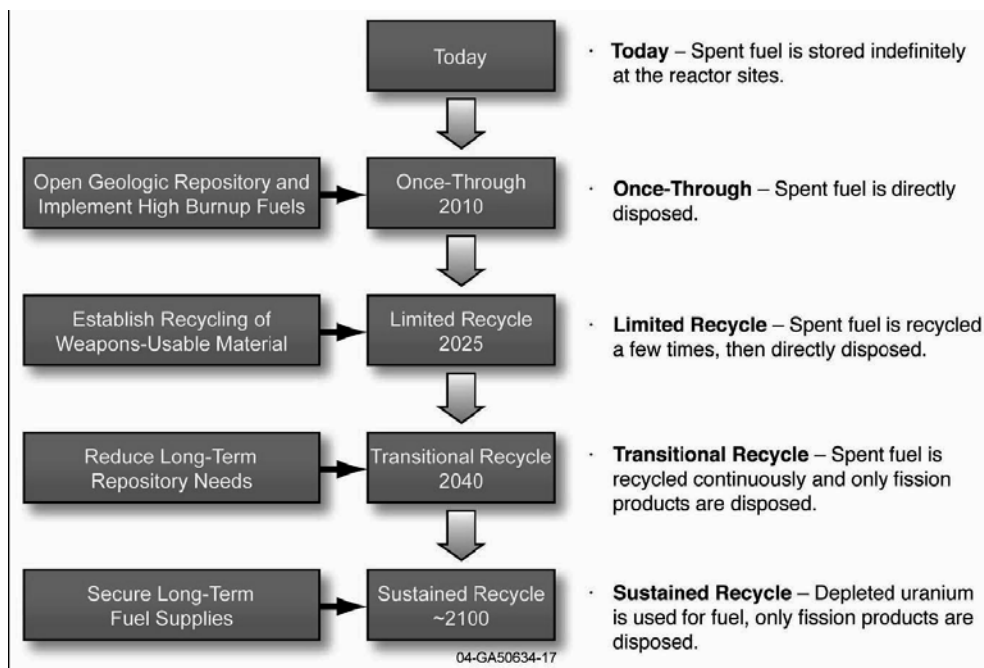 Today
· Today – Spent fuel is stored indefinitely
at the reactor sites.
Open Geologic Repository and
Implement High Burnup Fuels
Once-Through
2010
· Once-Through – Spent fuel is directly
disposed.
Establish Recycling of
Weapons-Usable Material
Limited Recycle
2025
· Limited Recycle – Spent fuel is recycled
a few times, then directly disposed.
Reduce Long-Term
Repository Needs
Transitional Recycle
2040
· Transitional Recycle – Spent fuel is
recycled continuously and only fission
products are disposed.
Secure Long-Term
Fuel Supplies
Sustained Recycle
~2100
· Sustained Recycle – Depleted uranium
is used for fuel, only fission products are
disposed.
04-GA50634-17